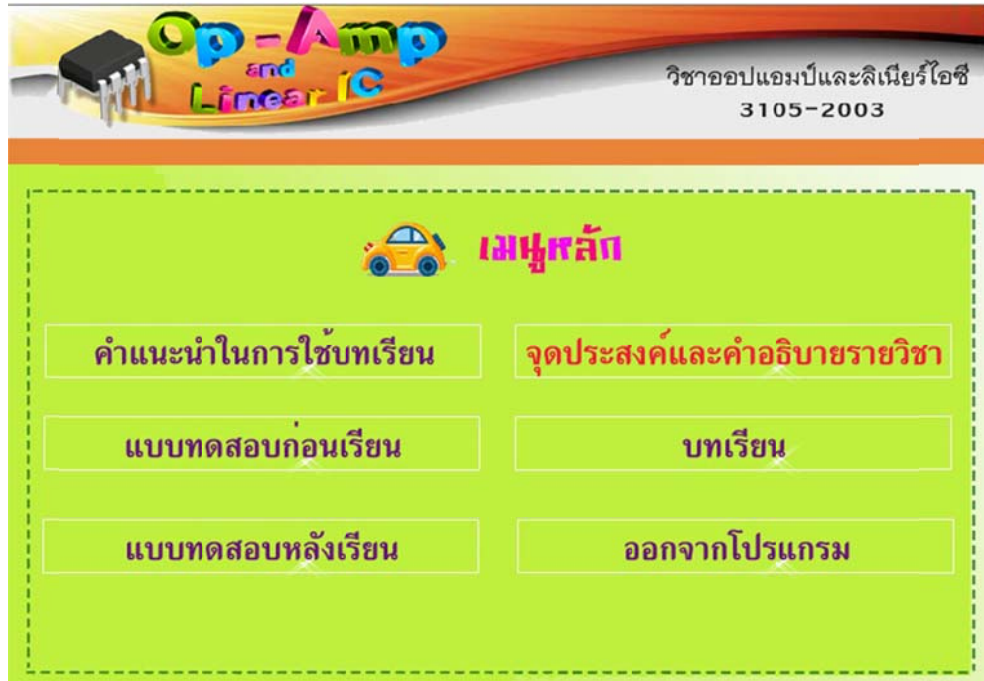 Op-Amp
and
Linear IC
วิชาออปแอมป์และลิเนียร์ไอซี
3105-2003
เมนูหลัก
คำแนะนำในการใช้บทเรียน
จุดประสงค์และคำอธิบายรายวิชา
แบบทดสอบก่อนเรียน
บทเรียน
แบบทดสอบหลังเรียน
ออกจากโปรแกรม